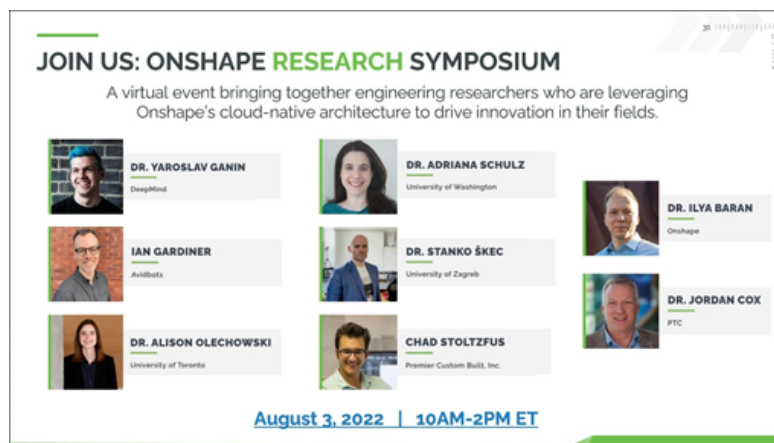 JOIN US: ONSHAPE RESEARCH SYMPOSIUM
A virtual event bringing together engineering researchers who are leveraging
Onshape's cloud-native architecture to drive innovation in their fields.
DR. YAROSLAV GANIN
DeepMind
IAN GARDINER
Avidbots
DR. ALISON OLECHOWSKI
University of Toronto
DR. ADRIANA SCHULZ
University of Washington
DR. STANKO ŠKEC
University of Zagreb
CHAD STOLTZFUS
Premier Custom Built, Inc.
DR. ILYA BARAN
Onshape
DR. JORDAN COX
PTC
August 3, 2022 | 10AM-2PM ET